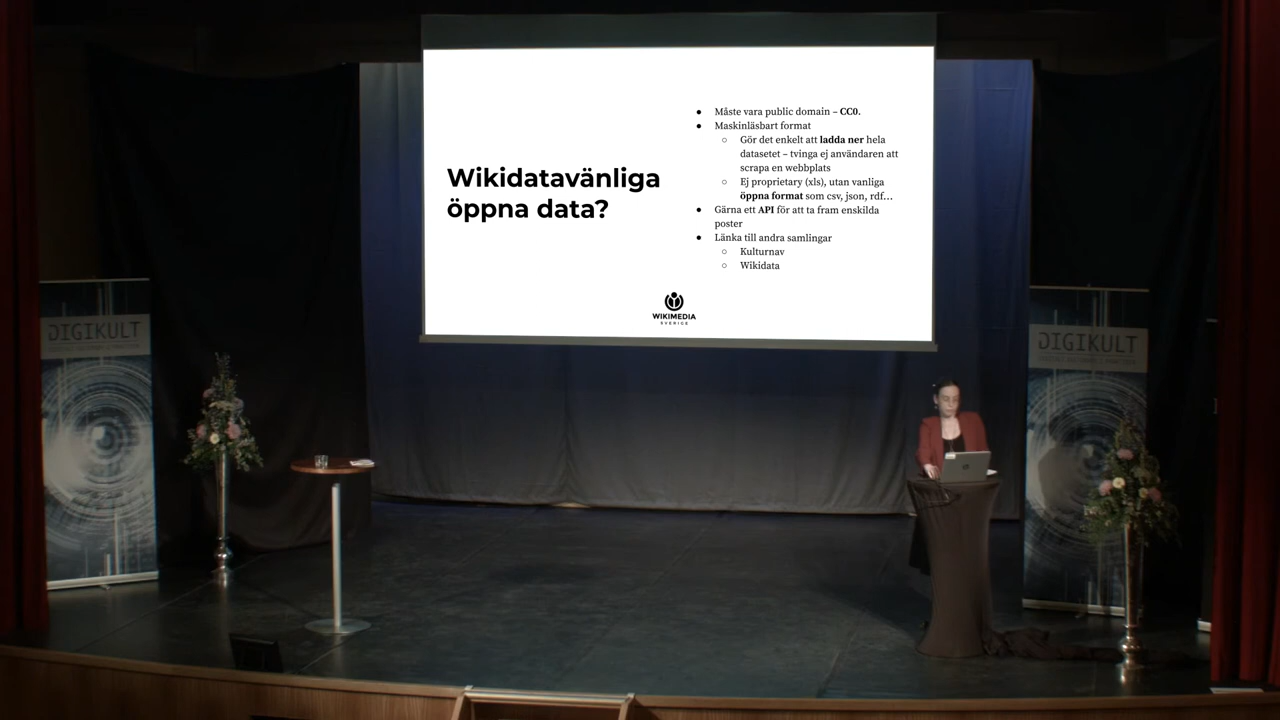 Wikidatavänliga
öppna data?
● Måste vara public domain – CC0.
● Maskinläsbart format
○ Gör det enkelt att ladda ner hela
datasetet – tvinga ej användaren att
scrapa en webbplats
○ Ej proprietary (xls), utan vanliga
öppna format som csv, json, rdf...
● Gärna ett API för att ta fram enskilda
poster
● Länka till andra samlingar
○ Kulturnav
○ Wikidata
WIKIMEDIA
SVERIGE
DIGIKULT
DIGIKULT